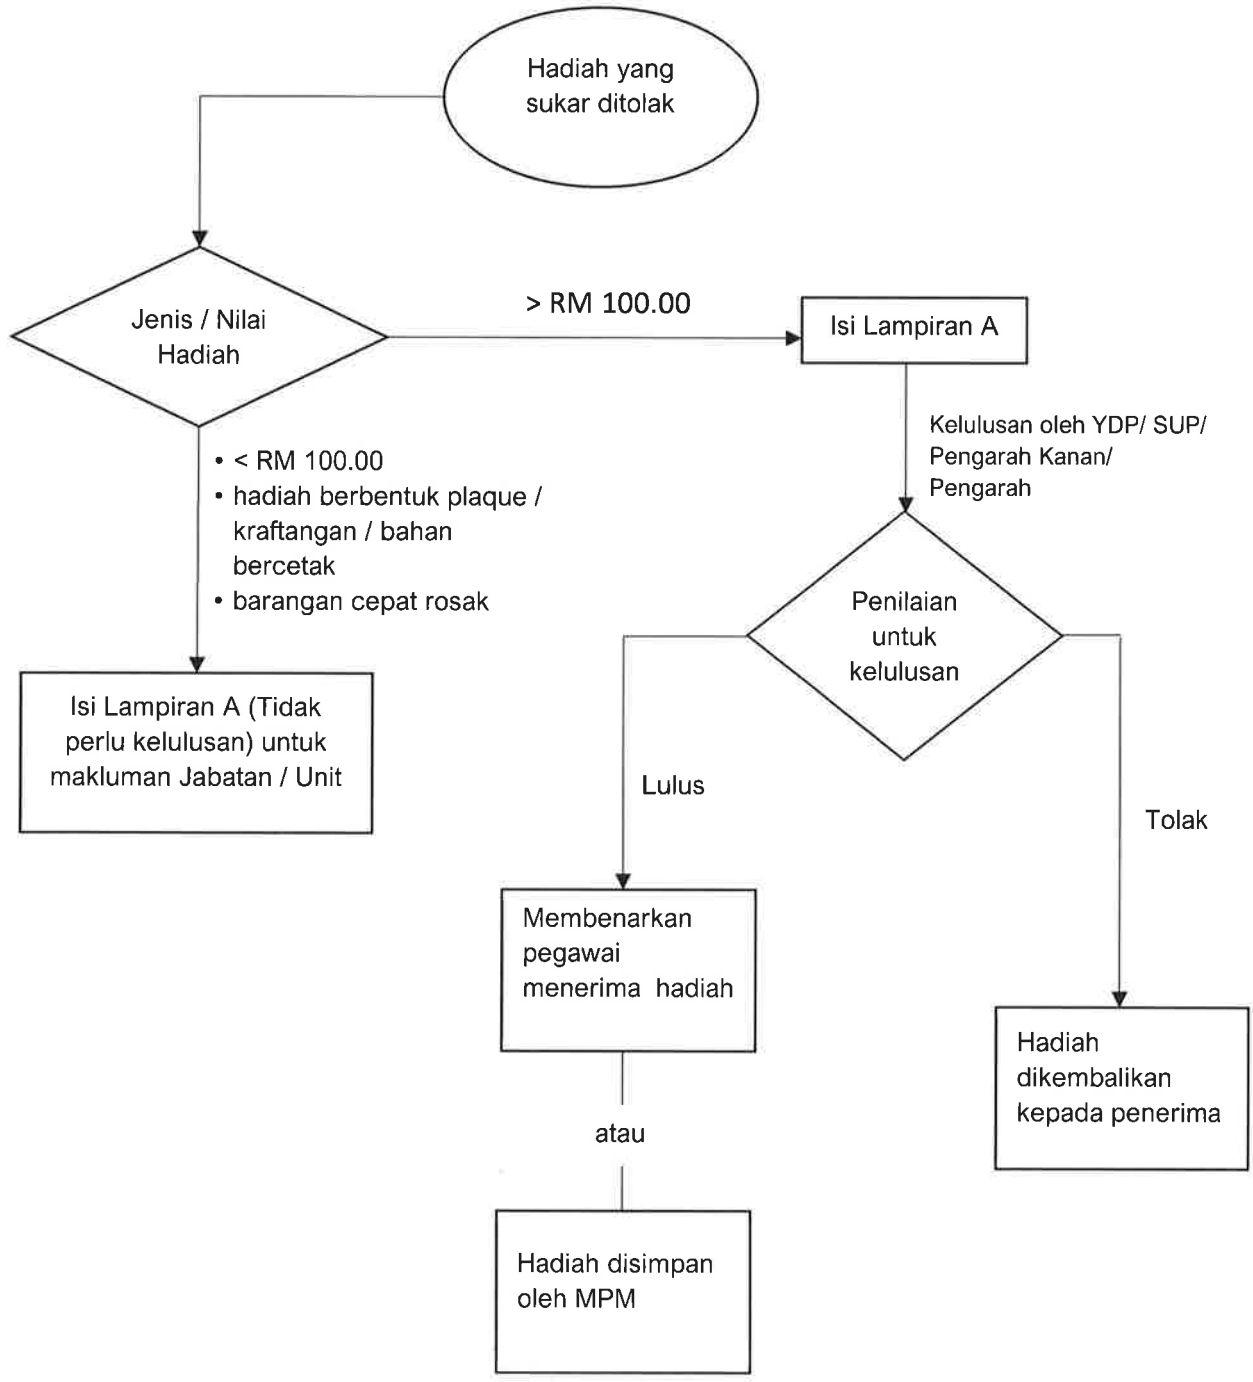 Hadiah yang
sukar ditolak
Jenis / Nilai
Hadiah
> RM 100.00
Isi Lampiran A
Kelulusan oleh YDP/ SUP/
Pengarah Kanan/
Pengarah
• < RM 100.00
• hadiah berbentuk plaque /
kraftangan / bahan
bercetak
• barangan cepat rosak
Penilaian
untuk
kelulusan
Isi Lampiran A (Tidak
perlu kelulusan) untuk
makluman Jabatan / Unit
Lulus
Tolak
Membenarkan
pegawai
menerima hadiah
Hadiah
dikembalikan
kepada penerima
atau
Hadiah disimpan
oleh MPM